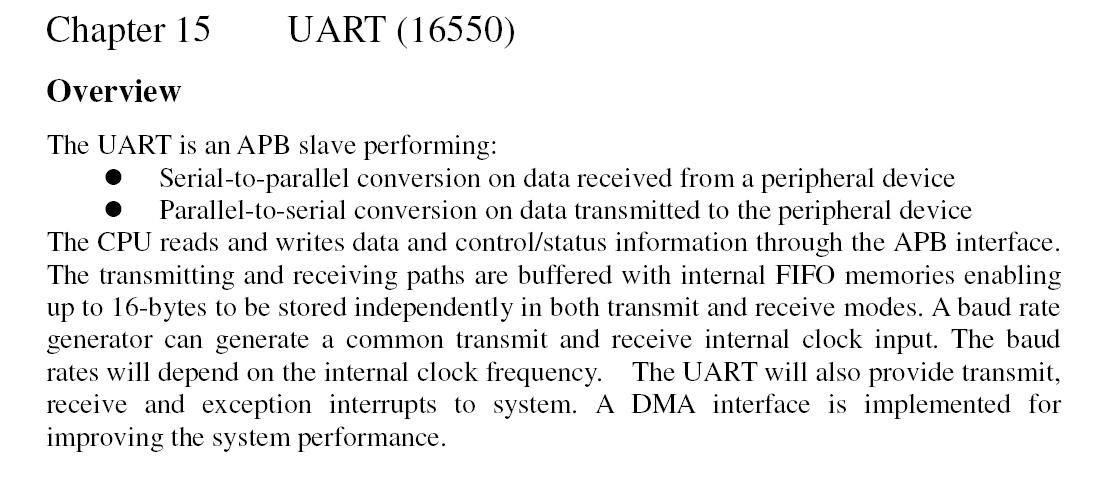 Chapter 15 UART (16550)
Overview
The UART is an APB slave performing:
● Serial-to-parallel conversion on data received from a peripheral device
● Parallel-to-serial conversion on data transmitted to the peripheral device
The CPU reads and writes data and control/status information through the APB interface.
The transmitting and receiving paths are buffered with internal FIFO memories enabling
up to 16-bytes to be stored independently in both transmit and receive modes. A baud rate
generator can generate a common transmit and receive internal clock input. The baud
rates will depend on the internal clock frequency. The UART will also provide transmit,
receive and exception interrupts to system. A DMA interface is implemented for
improving the system performance.